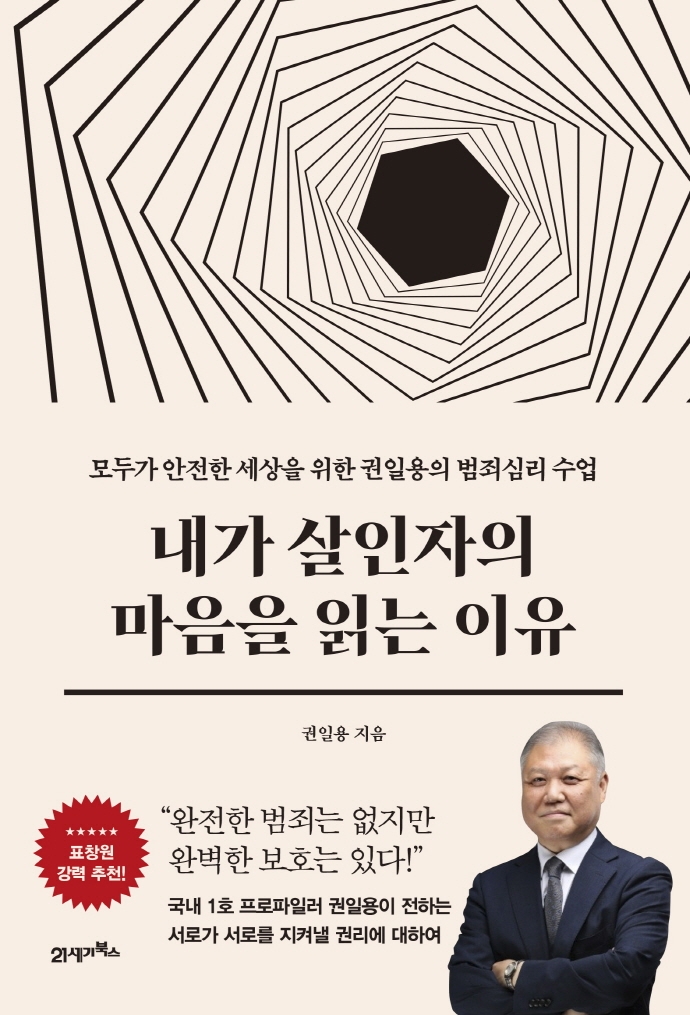 모두가 안전한 세상을 위한 권일용의 범죄심리 수업
내가 살인자의
마음을 읽는 이유
권일용 지음
★★★★★
표창원
강력 추천!
“완전한 범죄는 없지만
완벽한 보호는 있다!”
국내 1호 프로파일러 권일용이 전하는
서로가 서로를 지켜낼 권리에 대하여
21세기북스